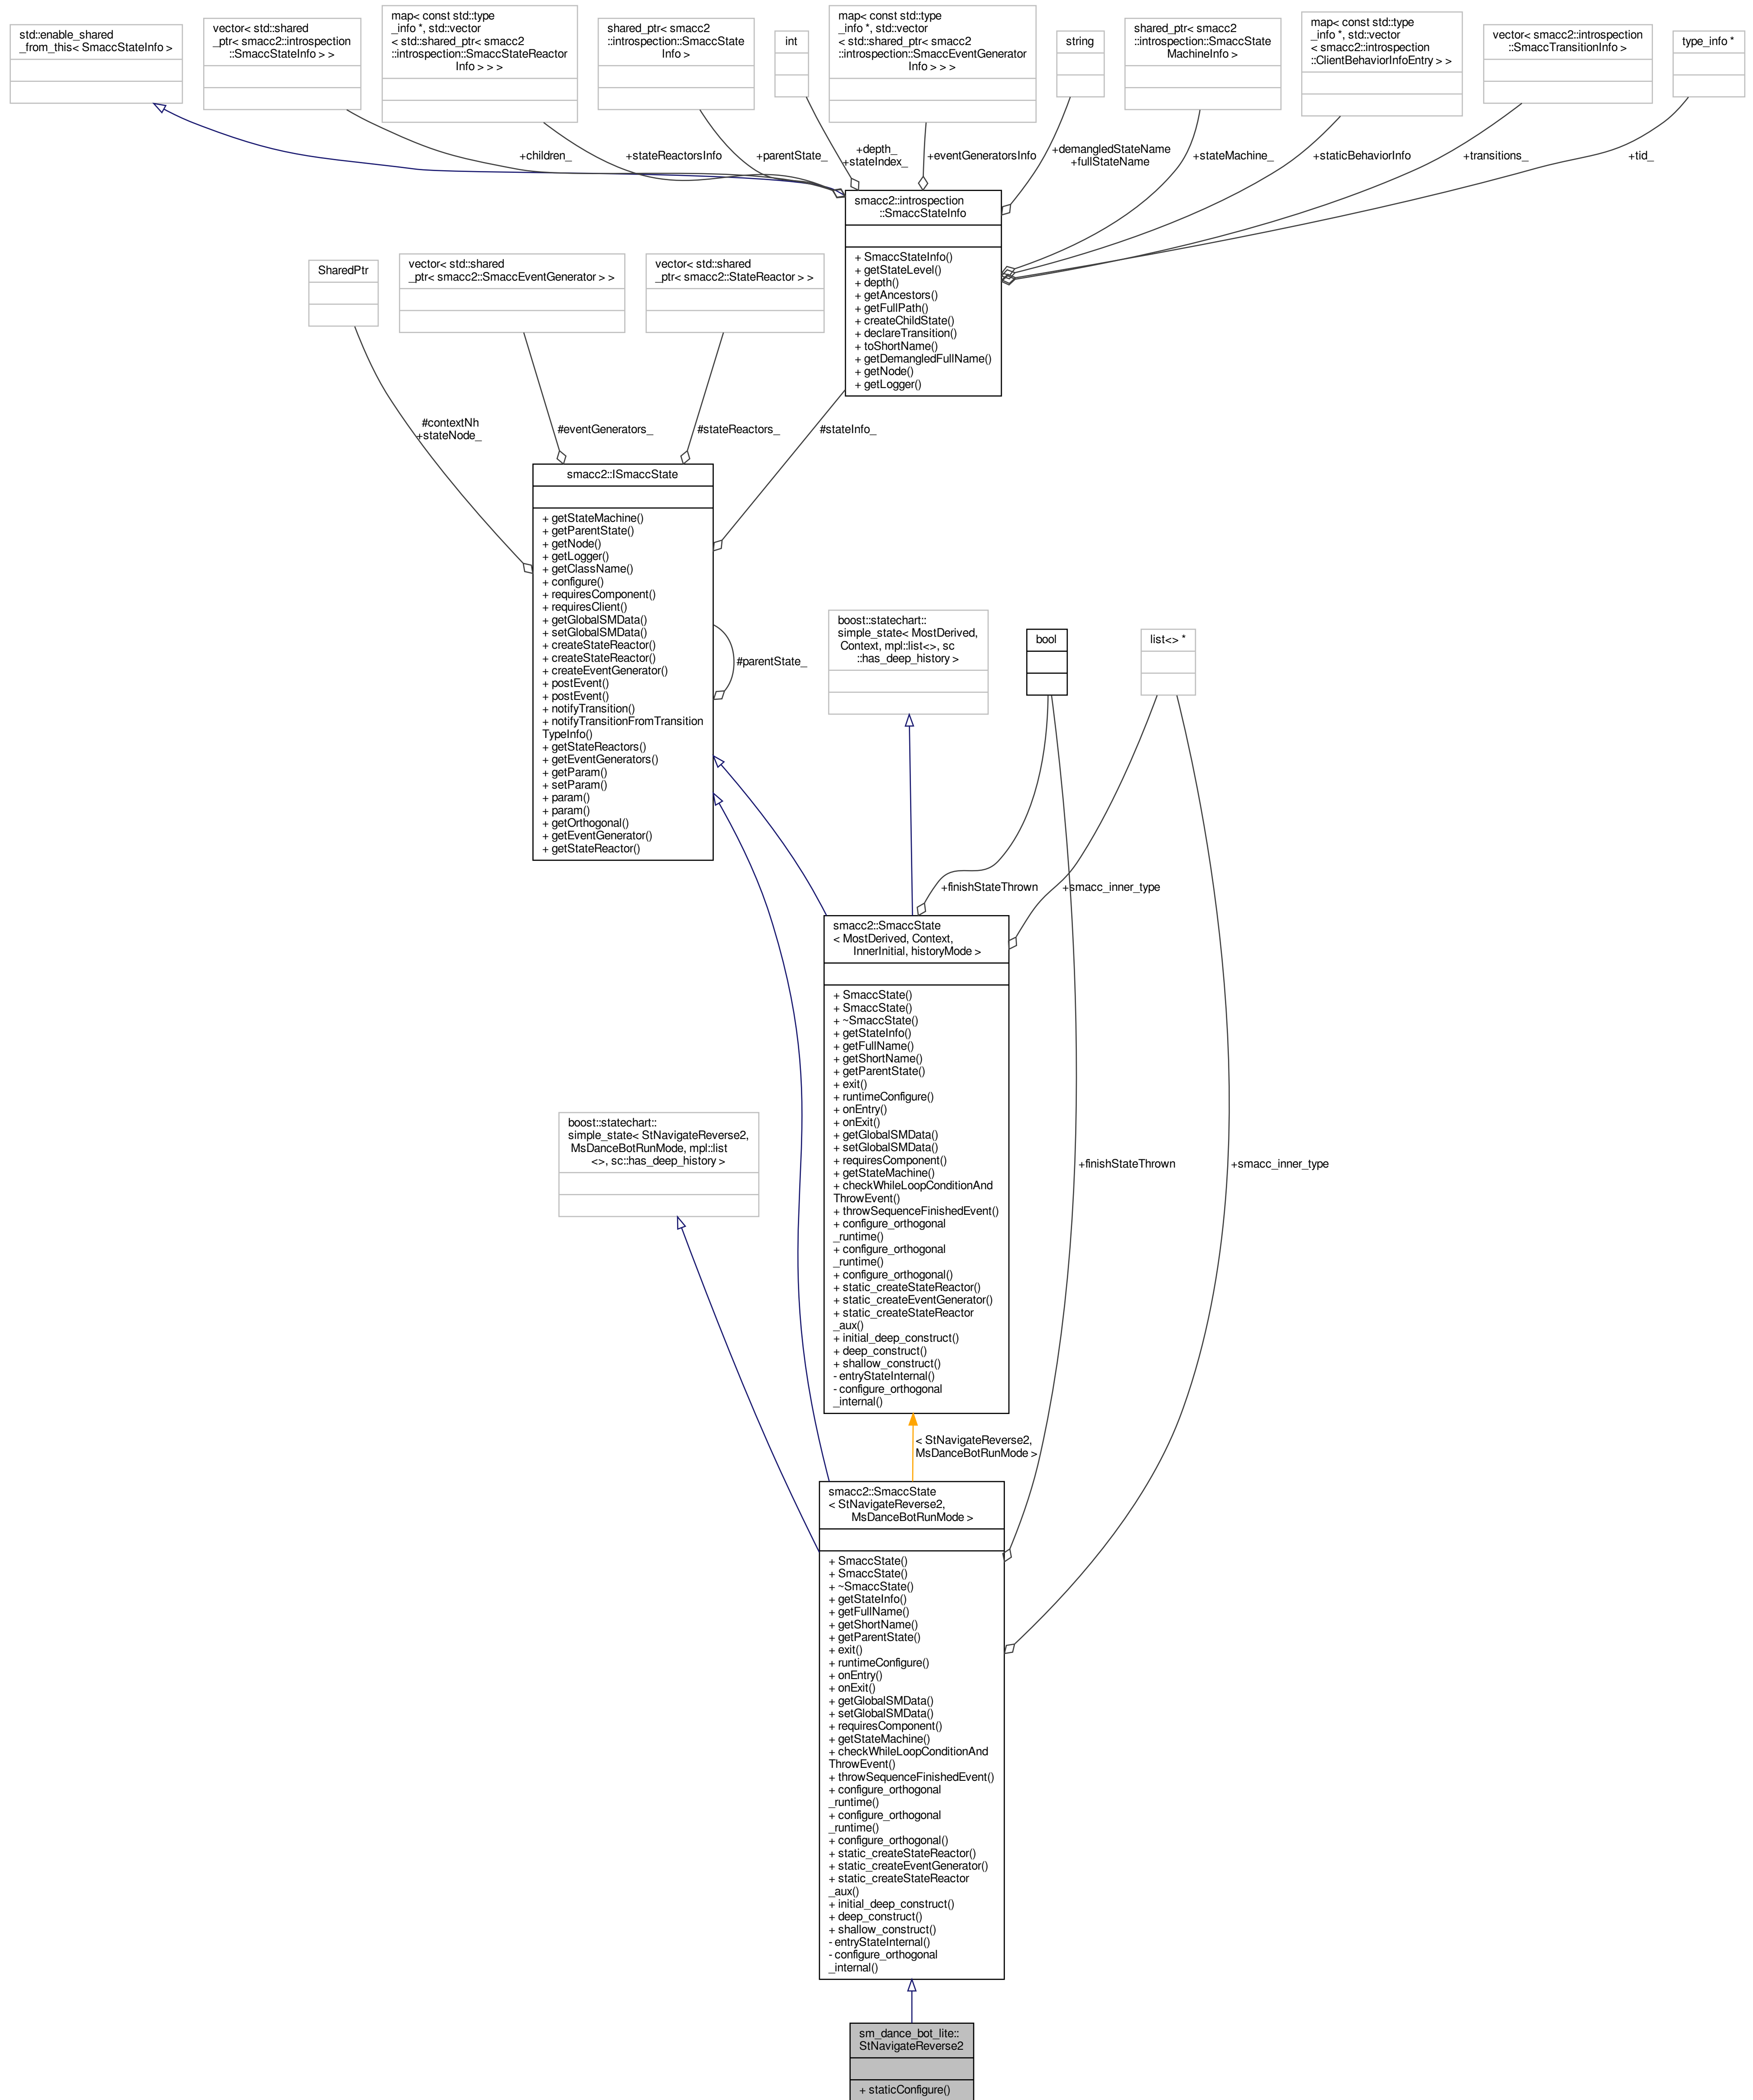 std::enable_shared
_from_this< SmaccStateInfo >
vector< std::shared
_ptr< smacc2::introspection
::SmaccStateInfo > >
map< const std::type
_info *, std::vector
< std::shared_ptr< smacc2
::introspection::SmaccStateReactor
Info > > >
shared_ptr< smacc2
::introspection::SmaccState
Info >
int
map< const std::type
_info *, std::vector
< std::shared_ptr< smacc2
::introspection::SmaccEventGenerator
Info > > >
string
shared_ptr< smacc2
::introspection::SmaccState
MachineInfo >
map< const std::type
_info *, std::vector
< smacc2::introspection
::ClientBehaviorInfoEntry > >
vector< smacc2::introspection
::SmaccTransitionInfo >
type_info *
+children_
+stateReactorsInfo
+parentState_
+depth_
+stateIndex_
+eventGeneratorsInfo
+demangledStateName
+fullStateName
+stateMachine_
+staticBehaviorInfo
+transitions_
+tid_
smacc2::introspection
::SmaccStateInfo
+ SmaccStateInfo()
+ getStateLevel()
+ depth()
+ getAncestors()
+ getFullPath()
+ createChildState()
+ declareTransition()
+ toShortName()
+ getDemangledFullName()
+ getNode()
+ getLogger()
SharedPtr
vector< std::shared
_ptr< smacc2::SmaccEventGenerator > >
vector< std::shared
_ptr< smacc2::StateReactor > >
#contextNh
+stateNode_
#eventGenerators_
#stateReactors_
#stateInfo_
smacc2::ISmaccState
+ getStateMachine()
+ getParentState()
+ getNode()
+ getLogger()
+ getClassName()
+ configure()
+ requiresComponent()
+ requiresClient()
+ getGlobalSMData()
+ setGlobalSMData()
+ createStateReactor()
+ createStateReactor()
+ createEventGenerator()
+ postEvent()
+ postEvent()
+ notifyTransition()
+ notifyTransitionFromTransition
TypeInfo()
+ getStateReactors()
+ getEventGenerators()
+ getParam()
+ setParam()
+ param()
+ param()
+ getOrthogonal()
+ getEventGenerator()
+ getStateReactor()
#parentState_
boost::statechart::
simple_state< MostDerived,
Context, mpl::list<>, sc
::has_deep_history >
bool
list<> *
+finishStateThrown
+smacc_inner_type
smacc2::SmaccState
< MostDerived, Context,
InnerInitial, historyMode >
+ SmaccState()
+ SmaccState()
+ ~SmaccState()
+ getStateInfo()
+ getFullName()
+ getShortName()
+ getParentState()
+ exit()
+ runtimeConfigure()
+ onEntry()
+ onExit()
+ getGlobalSMData()
+ setGlobalSMData()
+ requiresComponent()
+ getStateMachine()
+ checkWhileLoopConditionAnd
ThrowEvent()
+ throwSequenceFinishedEvent()
+ configure_orthogonal
_runtime()
+ configure_orthogonal
_runtime()
+ configure_orthogonal()
+ static_createStateReactor()
+ static_createEventGenerator()
+ static_createStateReactor
_aux()
+ initial_deep_construct()
+ deep_construct()
+ shallow_construct()
- entryStateInternal()
- configure_orthogonal
_internal()
boost::statechart::
simple_state< StNavigateReverse2,
MsDanceBotRunMode, mpl::list
<>, sc::has_deep_history >
+finishStateThrown
+smacc_inner_type
< StNavigateReverse2,
MsDanceBotRunMode >
smacc2::SmaccState
< StNavigateReverse2,
MsDanceBotRunMode >
+ SmaccState()
+ SmaccState()
+ ~SmaccState()
+ getStateInfo()
+ getFullName()
+ getShortName()
+ getParentState()
+ exit()
+ runtimeConfigure()
+ onEntry()
+ onExit()
+ getGlobalSMData()
+ setGlobalSMData()
+ requiresComponent()
+ getStateMachine()
+ checkWhileLoopConditionAnd
ThrowEvent()
+ throwSequenceFinishedEvent()
+ configure_orthogonal
_runtime()
+ configure_orthogonal
_runtime()
+ configure_orthogonal()
+ static_createStateReactor()
+ static_createEventGenerator()
+ static_createStateReactor
_aux()
+ initial_deep_construct()
+ deep_construct()
+ shallow_construct()
- entryStateInternal()
- configure_orthogonal
_internal()
sm_dance_bot_lite::
StNavigateReverse2
+ staticConfigure()